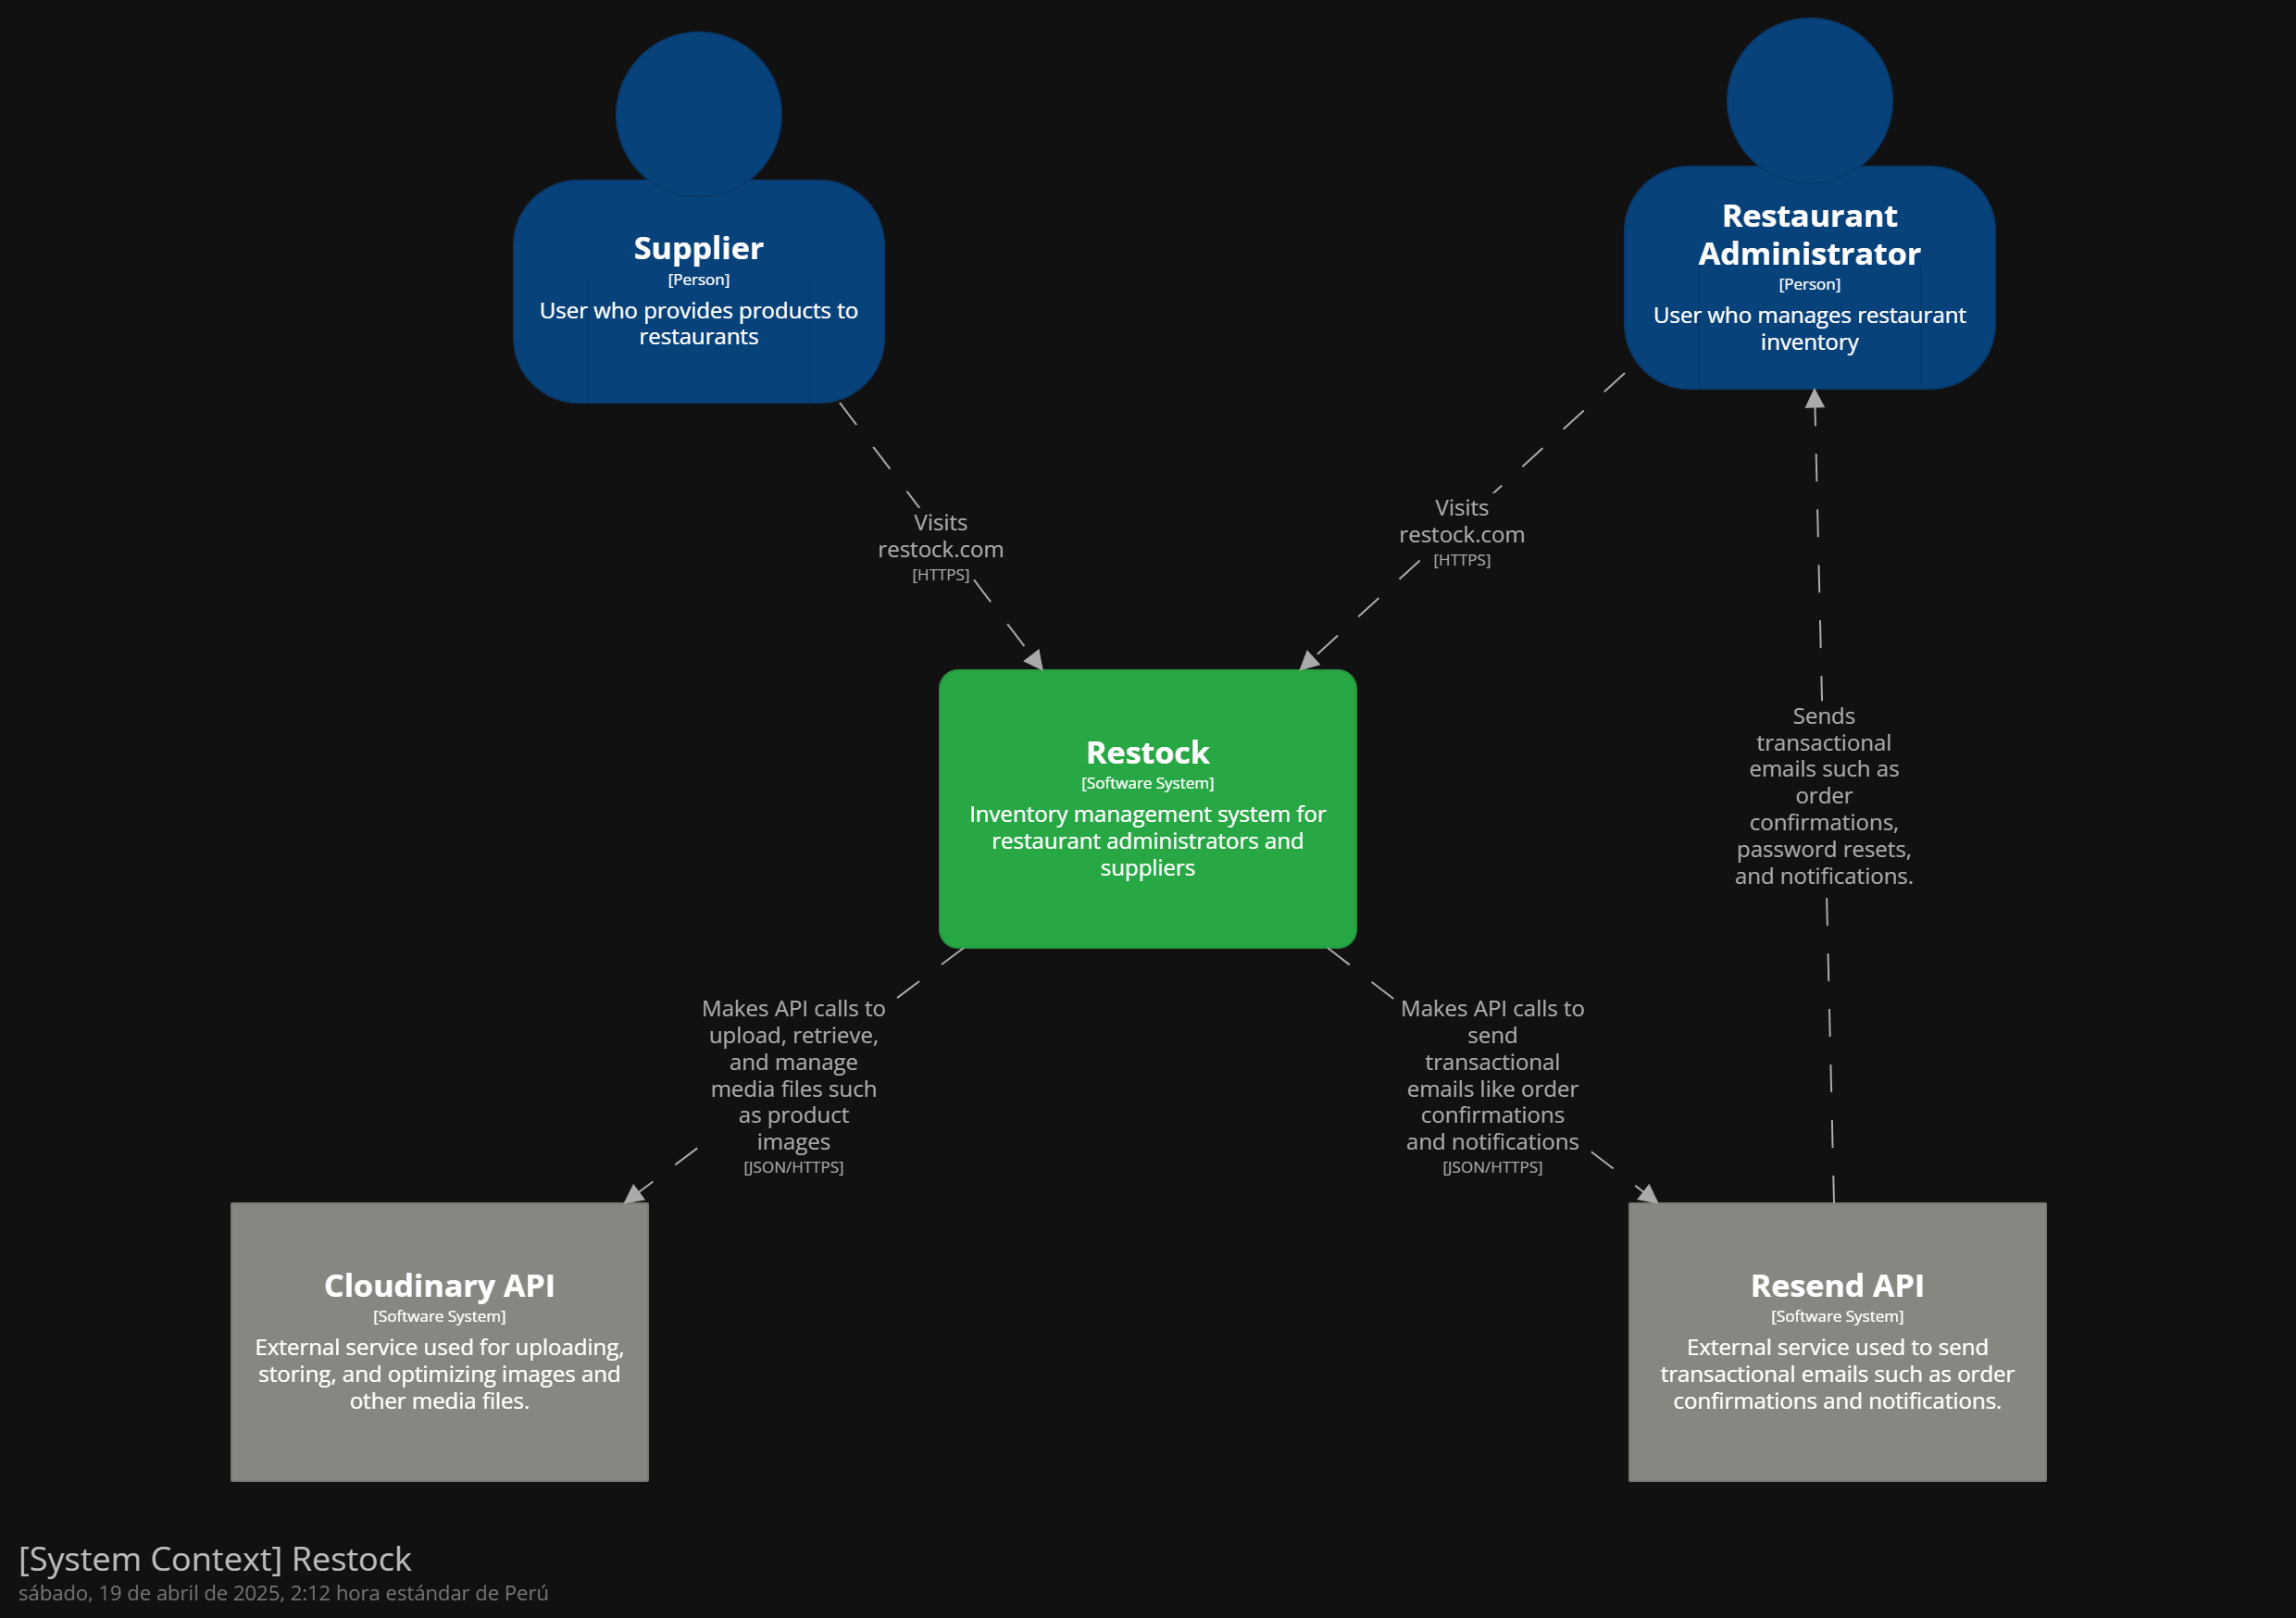 Supplier
[Person]
User who provides products to
restaurants
Restaurant
Administrator
[Person]
User who manages restaurant
inventory
Visits
restock.com
[HTTPS]
Visits
restock.com
[HTTPS]
Restock
[Software System]
Inventory management system for
restaurant administrators and
suppliers
Sends
transactional
emails such as
order
confirmations,
password resets,
and notifications.
Makes API calls to
upload, retrieve,
and manage
media files such
as product
images
[JSON/HTTPS]
Makes API calls to
send
transactional
emails like order
confirmations
and notifications
[JSON/HTTPS]
Cloudinary API
[Software System]
External service used for uploading,
storing, and optimizing images and
other media files.
Resend API
[Software System]
External service used to send
transactional emails such as order
confirmations and notifications.
[System Context] Restock
sábado, 19 de abril de 2025, 2:12 hora estándar de Perú